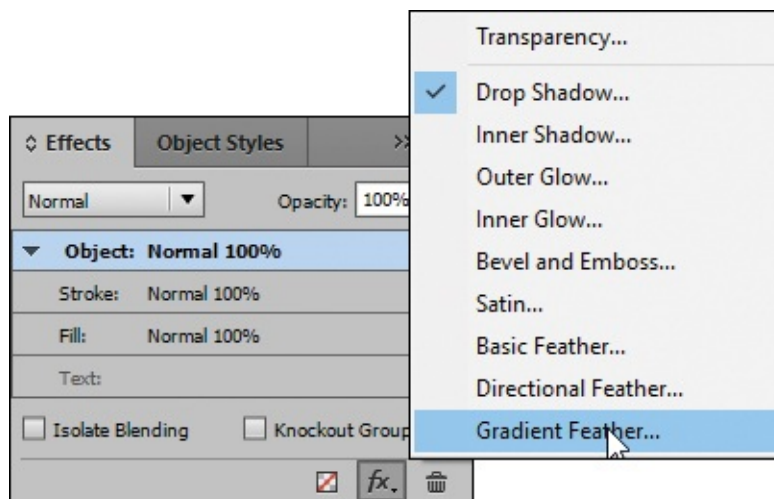 Effects Object Styles >>
Normal Opacity: 100%
Object: Normal 100%
Stroke: Normal 100%
Fill: Normal 100%
Text:
Isolate Blending Knockout Group
fx.
Transparency...
Drop Shadow...
Inner Shadow...
Outer Glow...
Inner Glow...
Bevel and Emboss...
Satin...
Basic Feather...
Directional Feather...
Gradient Feather...